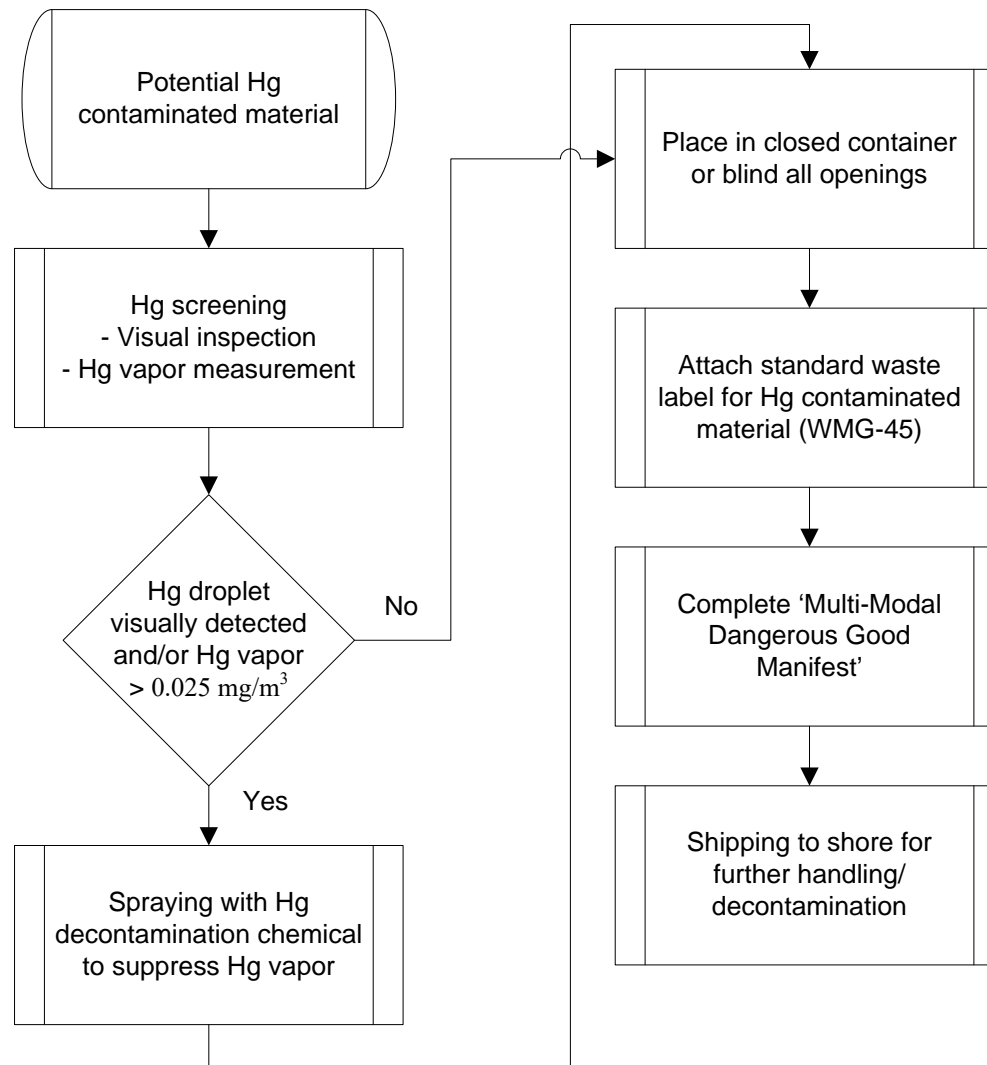 Potential Hg
contaminated material
Hg screening
- Visual inspection
- Hg vapor measurement
Hg droplet
visually detected
and/or Hg vapor
> 0.025 mg/m³
No
Yes
Spraying with Hg
decontamination chemical
to suppress Hg vapor
Place in closed container
or blind all openings
Attach standard waste
label for Hg contaminated
material (WMG-45)
Complete ‘Multi-Modal
Dangerous Good
Manifest’
Shipping to shore for
further handling/
decontamination